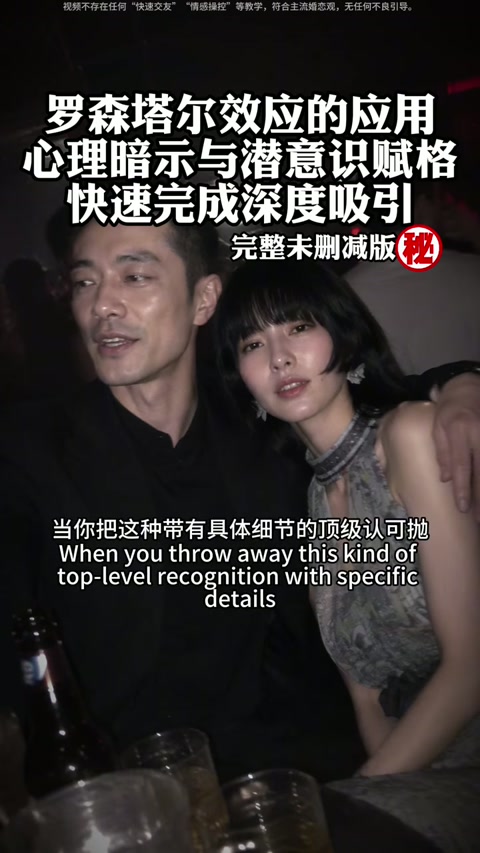 视频不存在任何“快速交友”“情感操控”等教学，符合主流婚恋观，无任何不良引导。
罗森塔尔效应的应用
心理暗示与潜意识赋格
快速完成深度吸引
完整未删减版 秘
当你把这种带有具体细节的顶级认可抛
When you throw away this kind of
top-level recognition with specific
details